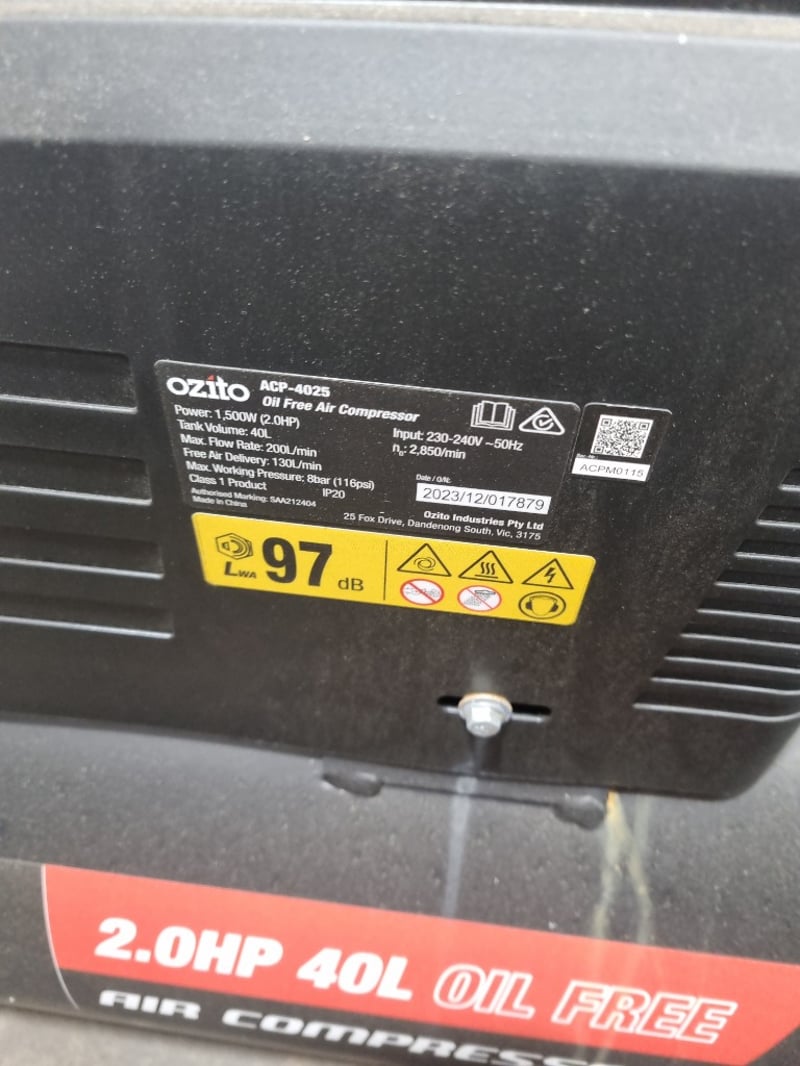 ozito
ACP-4025
Oil Free Air Compressor
Power: 1,500W (2.0HP)
Tank Volume: 40L
Max. Flow Rate: 200L/min
Free Air Delivery: 130L/min
Max. Working Pressure: 8bar (116psi)
Class 1 Product IP20
Authorised Marking: SAA212404
Made in China
Input: 230-240V ~50Hz
n₀: 2,850/min
Date / O/N:
2023/12/017879
Ozito Industries Pty Ltd
25 Fox Drive, Dandenong South, Vic, 3175
ACPM0115
LWA 97 dB
2.0HP 40L OIL FREE
AIR COMPRESS